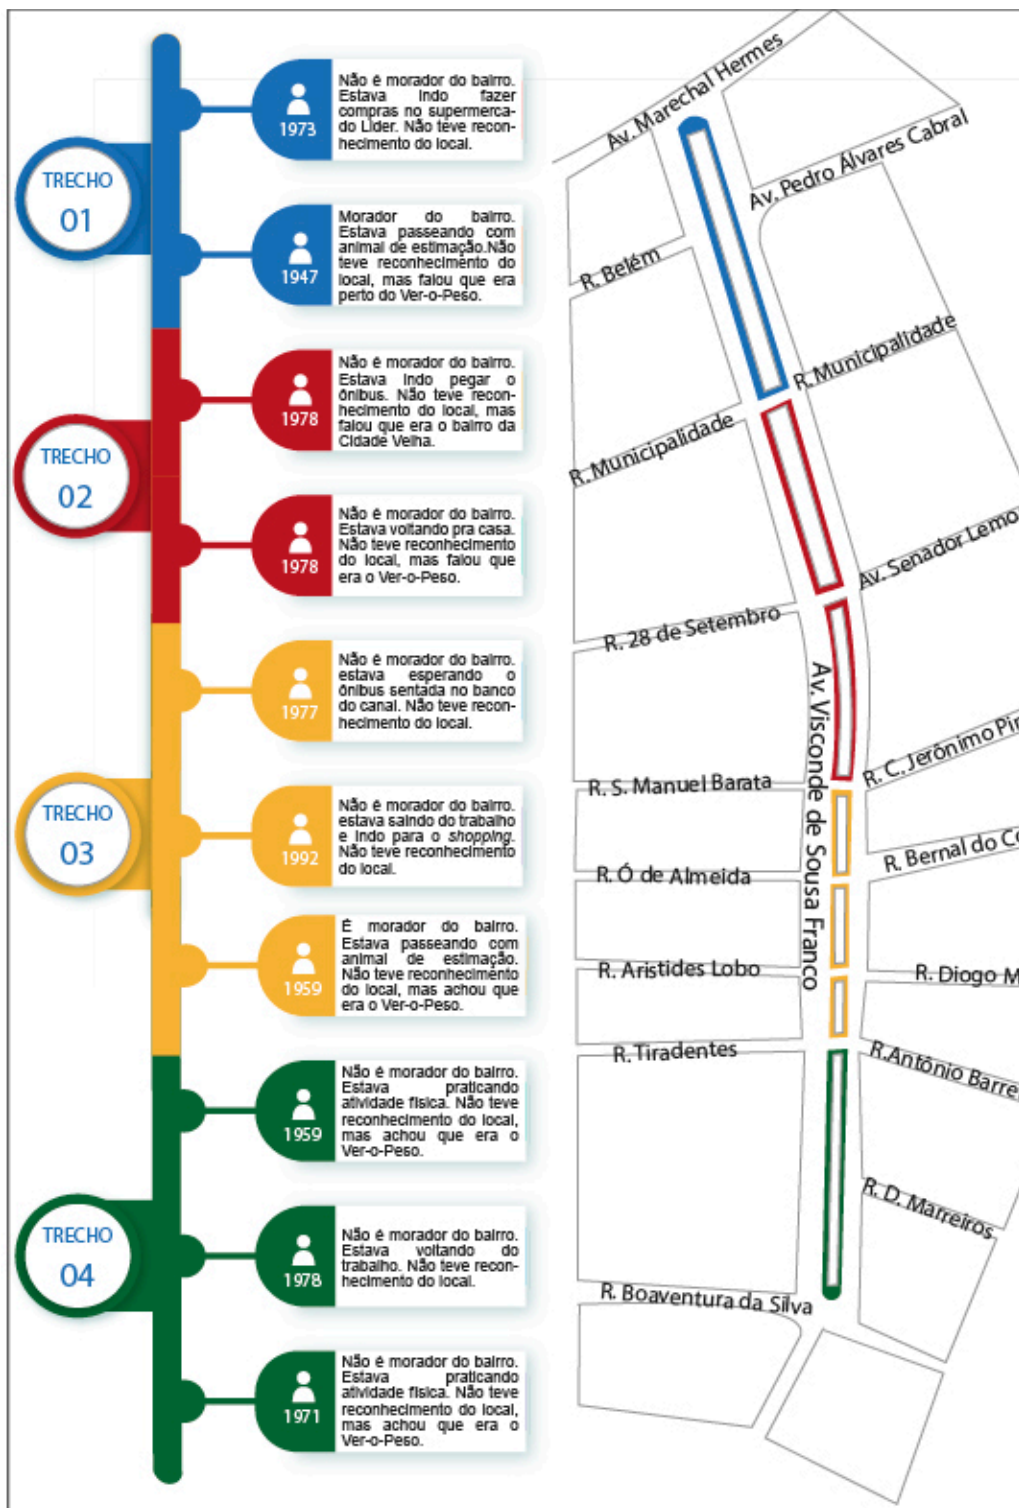 TRECHO
01
1973
Não é morador do bairro.
Estava indo fazer
compras no supermerca-
do Líder. Não teve recon-
hecimento do local.
1947
Morador do bairro.
Estava passeando com
animal de estimação.Não
teve reconhecimento do
local, mas falou que era
perto do Ver-o-Peso.
TRECHO
02
1978
Não é morador do bairro.
Estava indo pegar o
ônibus. Não teve recon-
hecimento do local, mas
falou que era o bairro da
Cidade Velha.
1978
Não é morador do bairro.
Estava voltando pra casa.
Não teve reconhecimento
do local, mas falou que
era o Ver-o-Peso.
TRECHO
03
1977
Não é morador do bairro.
estava esperando o
ônibus sentada no banco
do canal. Não teve recon-
hecimento do local.
1992
Não é morador do bairro.
estava saindo do trabalho
e indo para o shopping.
Não teve reconhecimento
do local.
1959
É morador do bairro.
Estava passeando com
animal de estimação.
Não teve reconhecimento
do local, mas achou que
era o Ver-o-Peso.
TRECHO
04
1959
Não é morador do bairro.
Estava praticando
atividade física. Não teve
reconhecimento do local,
mas achou que era o
Ver-o-Peso.
1978
Não é morador do bairro.
Estava voltando do
trabalho. Não teve recon-
hecimento do local.
1971
Não é morador do bairro.
Estava praticando
atividade física. Não teve
reconhecimento do local,
mas achou que era o
Ver-o-Peso.
Av. Marechal Hermes
Av. Pedro Álvares Cabral
R. Belém
R. Municipalidade
R. Municipalidade
Av. Senador Lemo
R. 28 de Setembro
Av. Visconde de Sousa Franco
R. C. Jerônimo Pi
R. S. Manuel Barata
R. Bernal do Co
R. Ó de Almeida
R. Aristides Lobo
R. Diogo M
R. Tiradentes
R.Antônio Barre
R. D. Marreiros
R. Boaventura da Silva